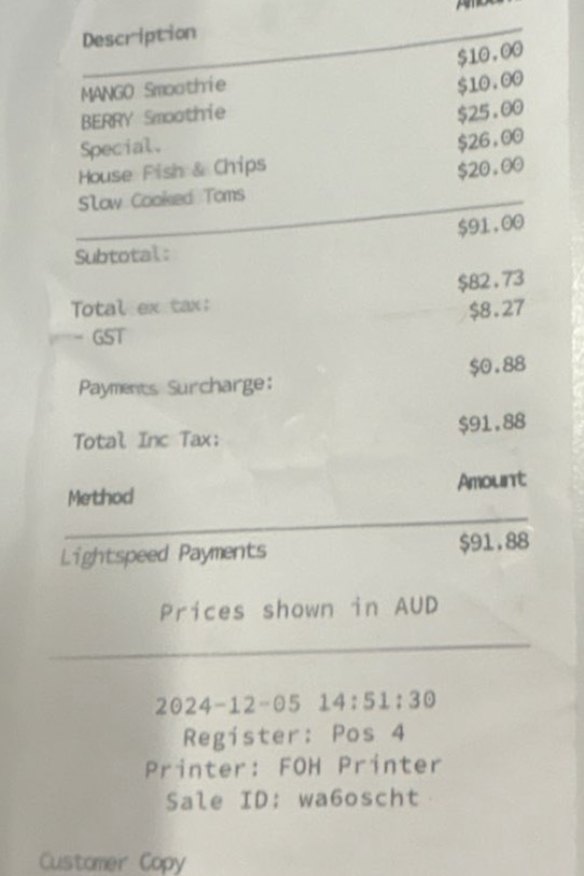 Description
MANGO Smoothie $10.00
BERRY Smoothie $10.00
Special. $25.00
House Fish & Chips $26.00
Slow Cooked Toms $20.00
Subtotal: $91.00
Total ex tax: $82.73
- GST $8.27
Payments Surcharge: $0.88
Total Inc Tax: $91.88
Method Amount
Lightspeed Payments $91.88
Prices shown in AUD
2024-12-05 14:51:30
Register: Pos 4
Printer: FOH Printer
Sale ID: wa6oscht
Customer Copy